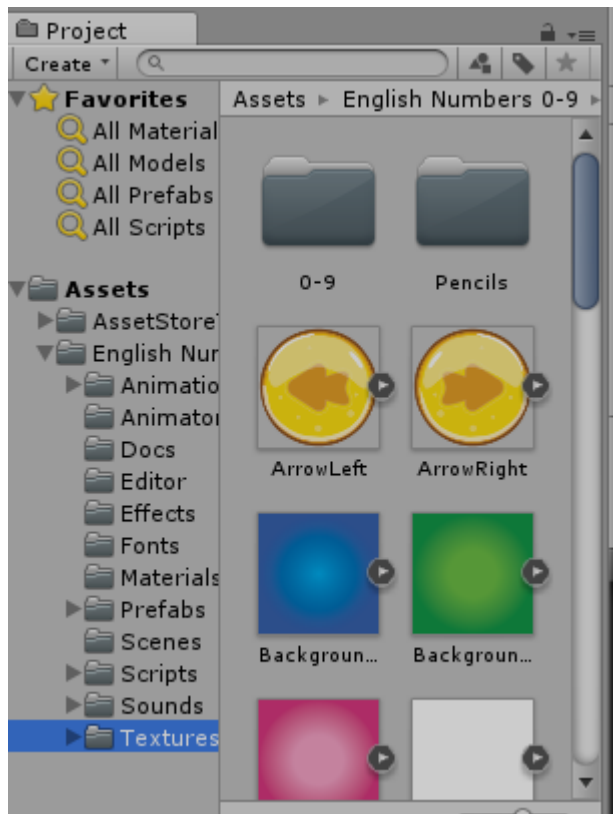 Project
Create
Favorites
All Material
All Models
All Prefabs
All Scripts
Assets
AssetStore
English Nur
Animatio
Animator
Docs
Editor
Effects
Fonts
Materials
Prefabs
Scenes
Scripts
Sounds
Textures
Assets English Numbers 0-9
0-9 Pencils
ArrowLeft ArrowRight
Backgroun... Backgroun...